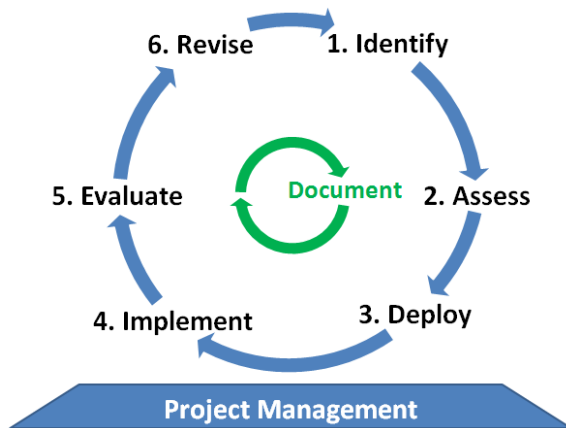 1. Identify
2. Assess
3. Deploy
4. Implement
5. Evaluate
6. Revise
Document
Project Management